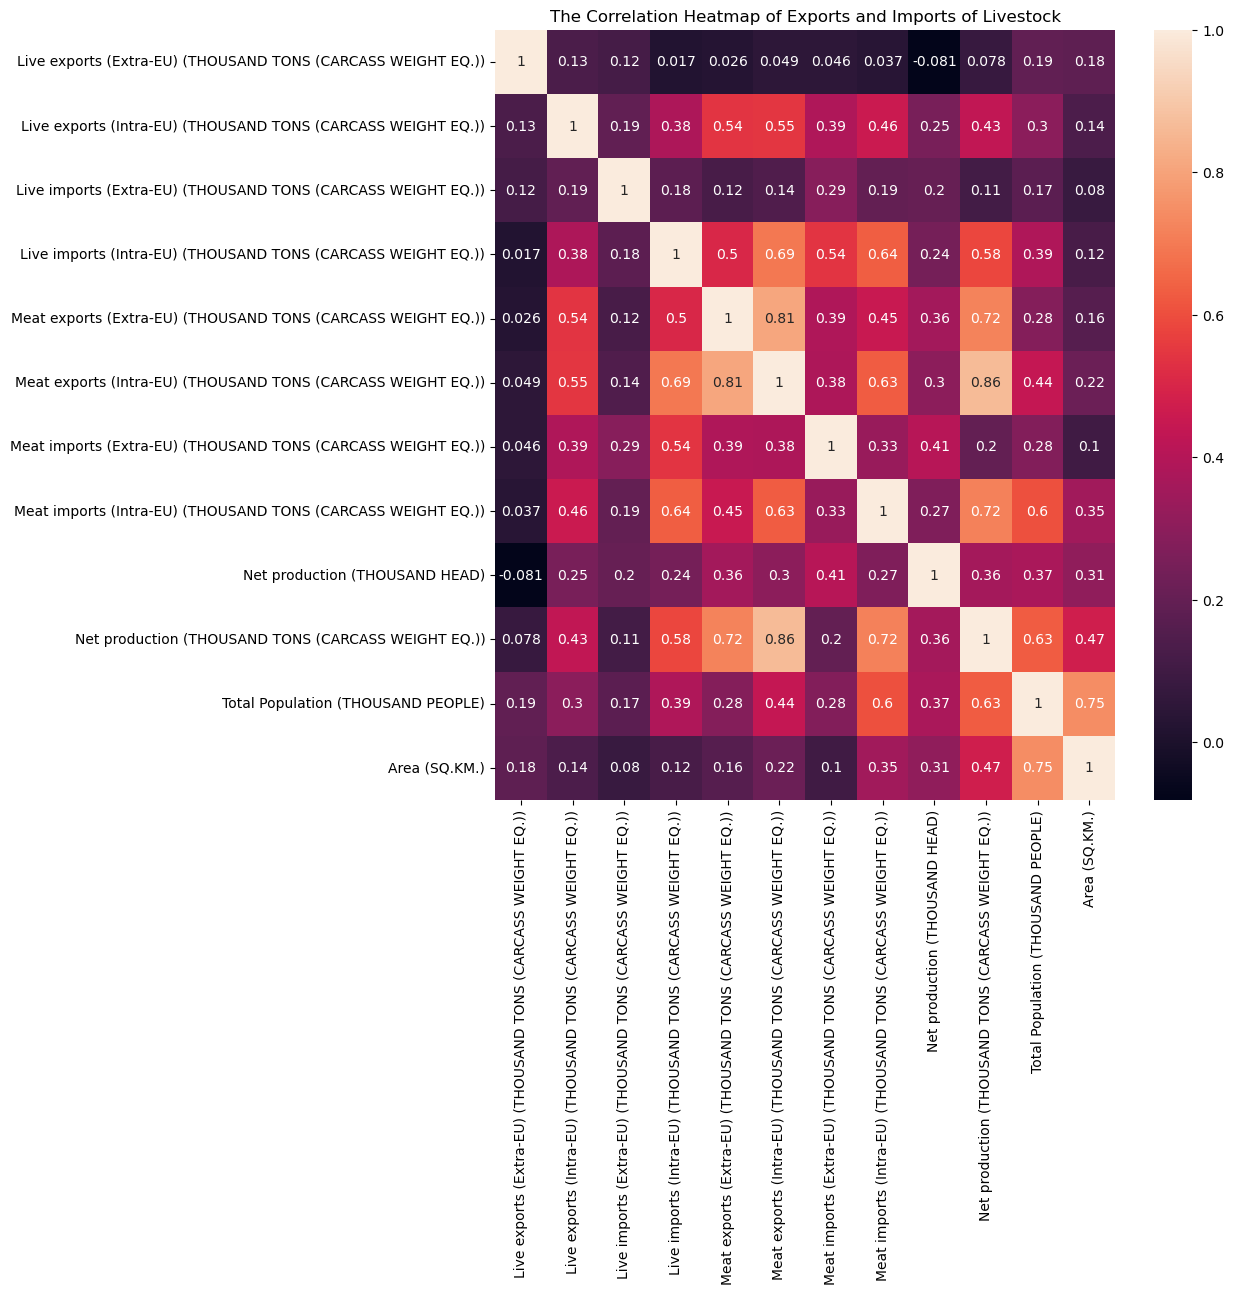 The Correlation Heatmap of Exports and Imports of Livestock
Live exports (Extra-EU) (THOUSAND TONS (CARCASS WEIGHT EQ.)) 1 0.13 0.12 0.017 0.026 0.049 0.046 0.037 -0.081 0.078 0.19 0.18
Live exports (Intra-EU) (THOUSAND TONS (CARCASS WEIGHT EQ.)) 0.13 1 0.19 0.38 0.54 0.55 0.39 0.46 0.25 0.43 0.3 0.14
Live imports (Extra-EU) (THOUSAND TONS (CARCASS WEIGHT EQ.)) 0.12 0.19 1 0.18 0.12 0.14 0.29 0.19 0.2 0.11 0.17 0.08
Live imports (Intra-EU) (THOUSAND TONS (CARCASS WEIGHT EQ.)) 0.017 0.38 0.18 1 0.5 0.69 0.54 0.64 0.24 0.58 0.39 0.12
Meat exports (Extra-EU) (THOUSAND TONS (CARCASS WEIGHT EQ.)) 0.026 0.54 0.12 0.5 1 0.81 0.39 0.45 0.36 0.72 0.28 0.16
Meat exports (Intra-EU) (THOUSAND TONS (CARCASS WEIGHT EQ.)) 0.049 0.55 0.14 0.69 0.81 1 0.38 0.63 0.3 0.86 0.44 0.22
Meat imports (Extra-EU) (THOUSAND TONS (CARCASS WEIGHT EQ.)) 0.046 0.39 0.29 0.54 0.39 0.38 1 0.33 0.41 0.2 0.28 0.1
Meat imports (Intra-EU) (THOUSAND TONS (CARCASS WEIGHT EQ.)) 0.037 0.46 0.19 0.64 0.45 0.63 0.33 1 0.27 0.72 0.6 0.35
Net production (THOUSAND HEAD) -0.081 0.25 0.2 0.24 0.36 0.3 0.41 0.27 1 0.36 0.37 0.31
Net production (THOUSAND TONS (CARCASS WEIGHT EQ.)) 0.078 0.43 0.11 0.58 0.72 0.86 0.2 0.72 0.36 1 0.63 0.47
Total Population (THOUSAND PEOPLE) 0.19 0.3 0.17 0.39 0.28 0.44 0.28 0.6 0.37 0.63 1 0.75
Area (SQ.KM.) 0.18 0.14 0.08 0.12 0.16 0.22 0.1 0.35 0.31 0.47 0.75 1
Live exports (Extra-EU) (THOUSAND TONS (CARCASS WEIGHT EQ.))
Live exports (Intra-EU) (THOUSAND TONS (CARCASS WEIGHT EQ.))
Live imports (Extra-EU) (THOUSAND TONS (CARCASS WEIGHT EQ.))
Live imports (Intra-EU) (THOUSAND TONS (CARCASS WEIGHT EQ.))
Meat exports (Extra-EU) (THOUSAND TONS (CARCASS WEIGHT EQ.))
Meat exports (Intra-EU) (THOUSAND TONS (CARCASS WEIGHT EQ.))
Meat imports (Extra-EU) (THOUSAND TONS (CARCASS WEIGHT EQ.))
Meat imports (Intra-EU) (THOUSAND TONS (CARCASS WEIGHT EQ.))
Net production (THOUSAND HEAD)
Net production (THOUSAND TONS (CARCASS WEIGHT EQ.))
Total Population (THOUSAND PEOPLE)
Area (SQ.KM.)
1.0
0.8
0.6
0.4
0.2
0.0